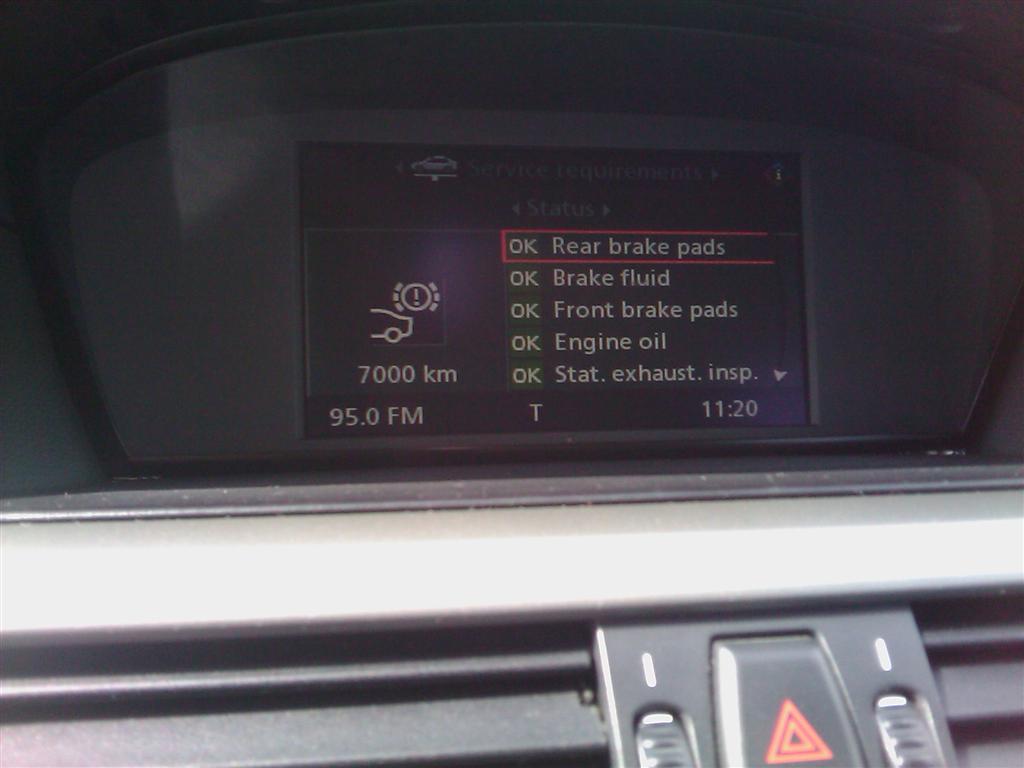 Service requirements
Status
OK Rear brake pads
OK Brake fluid
OK Front brake pads
OK Engine oil
OK Stat. exhaust. insp.
7000 km
95.0 FM T 11:20